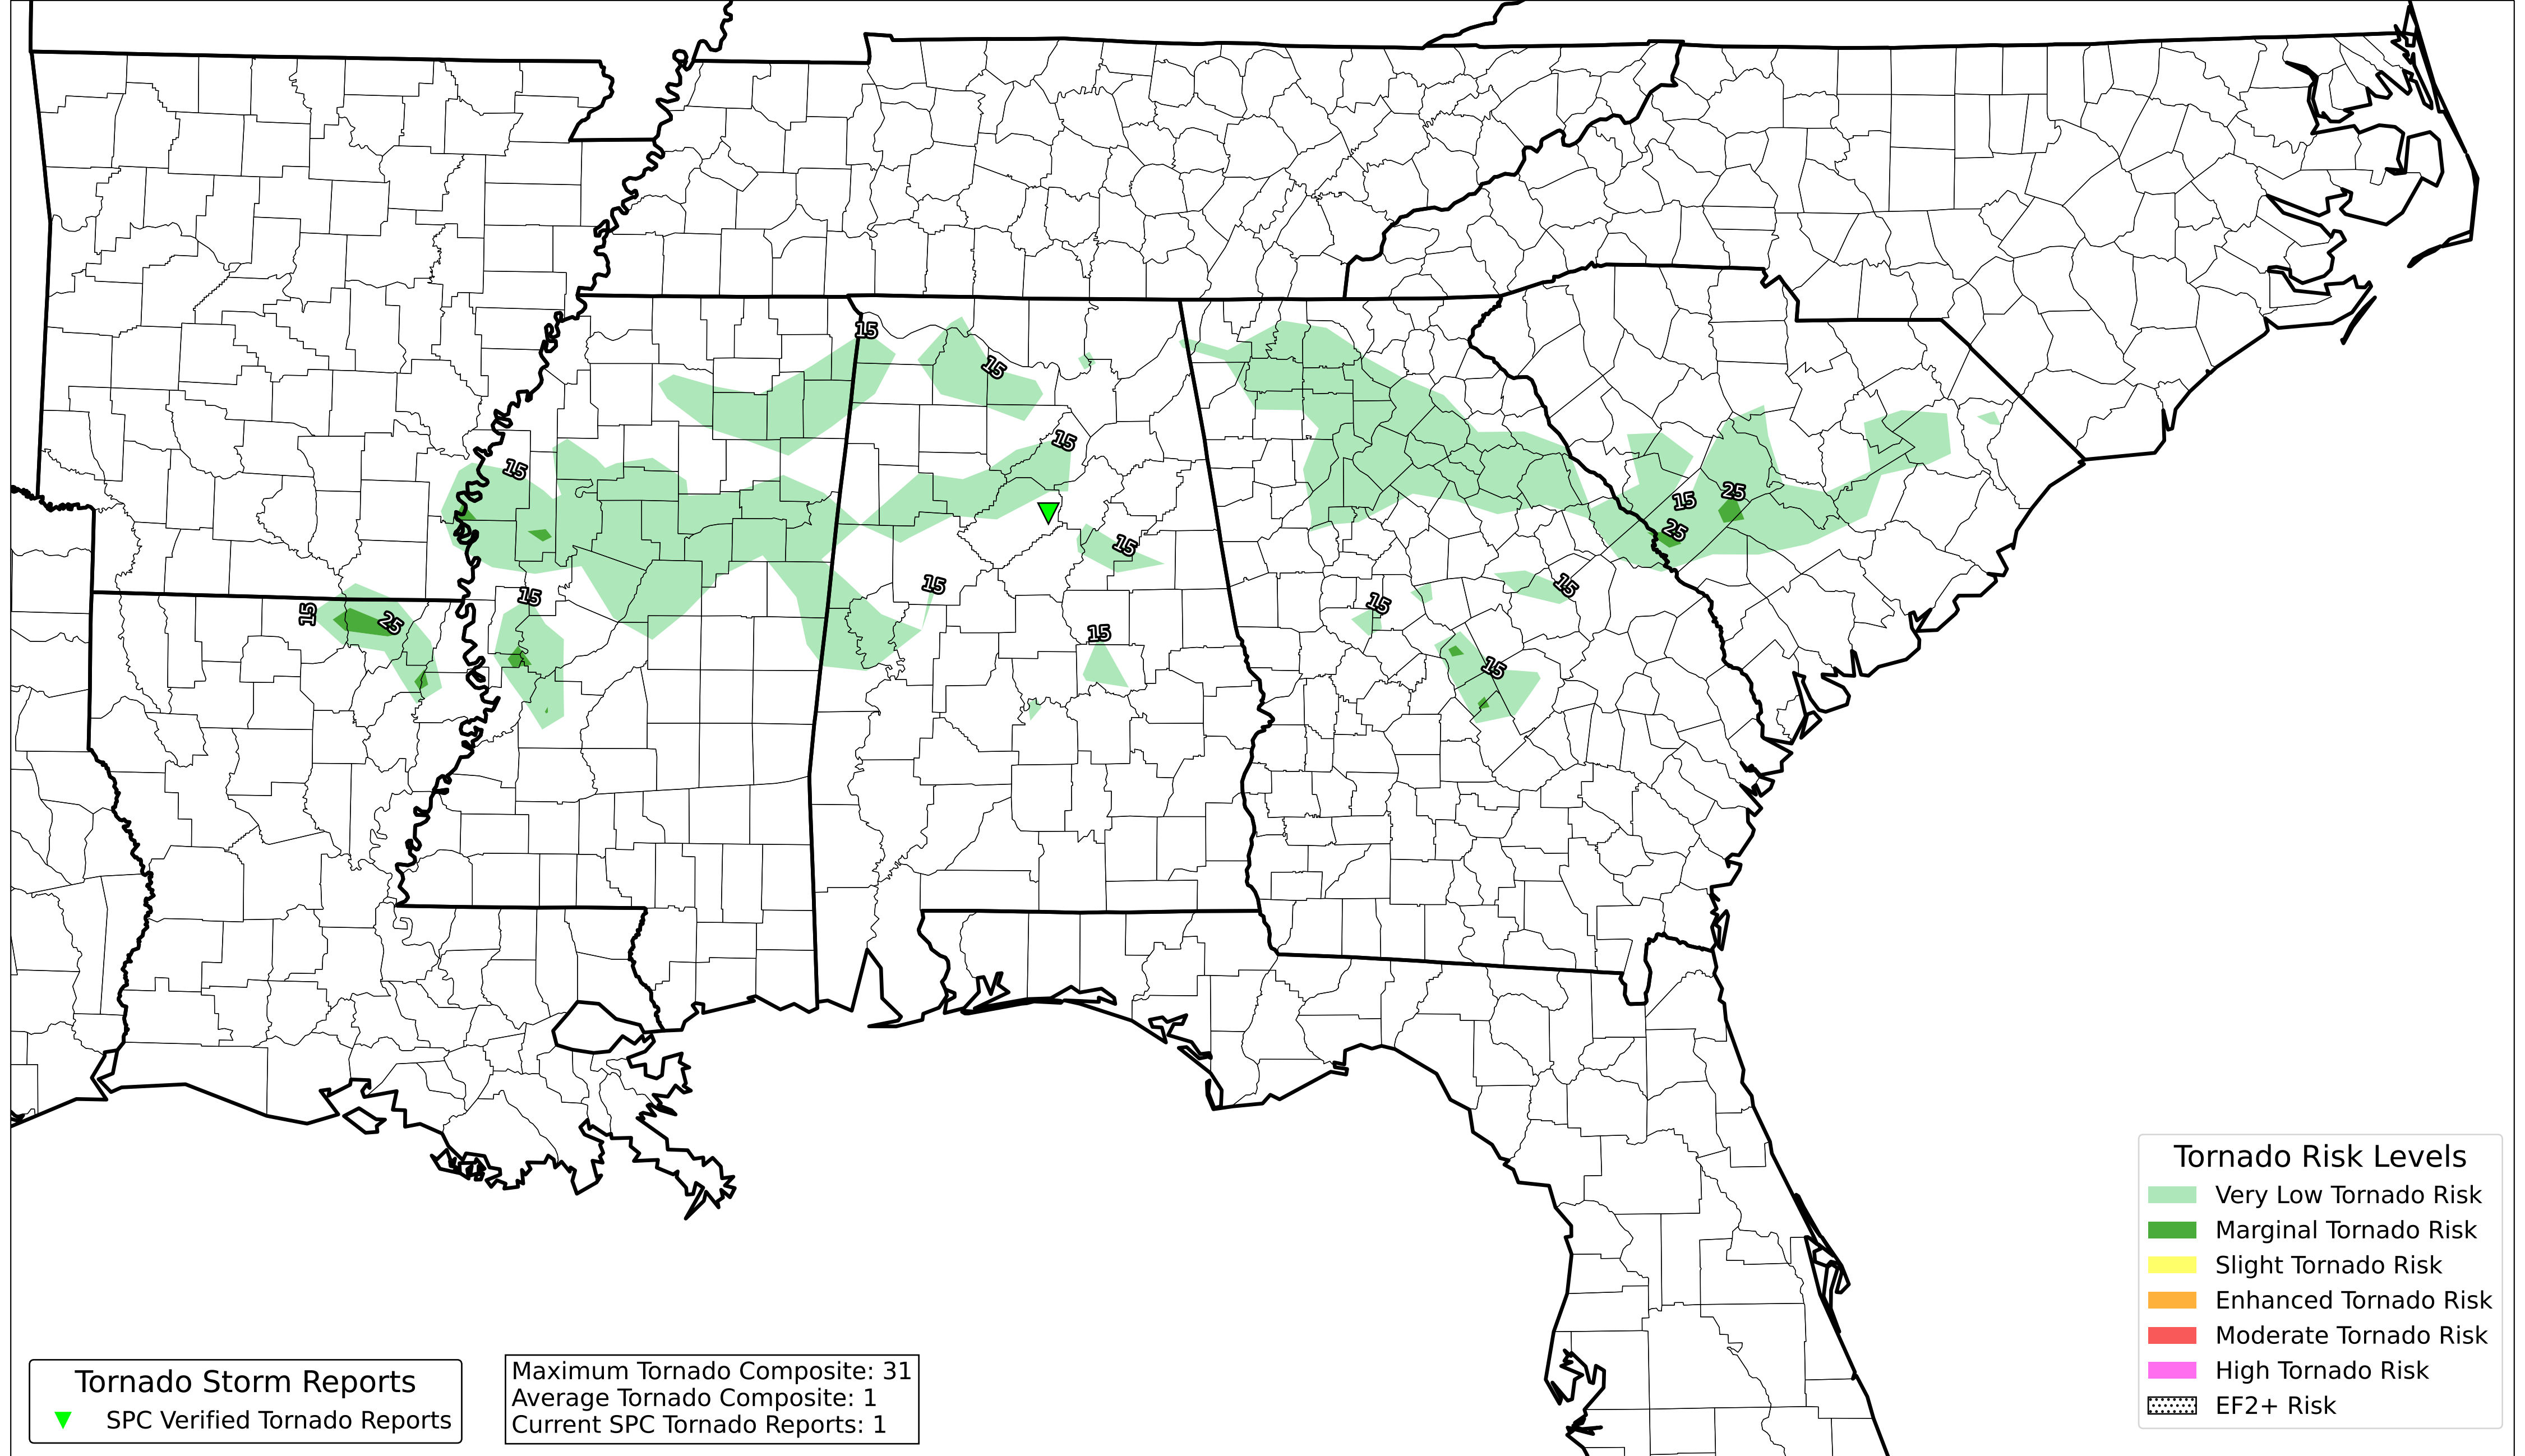 15
15
15
15
15
25
15
25
15
15
15
15
25
15
15
15
Tornado Risk Levels
Very Low Tornado Risk
Marginal Tornado Risk
Slight Tornado Risk
Enhanced Tornado Risk
Moderate Tornado Risk
High Tornado Risk
EF2+ Risk
Tornado Storm Reports
SPC Verified Tornado Reports
Maximum Tornado Composite: 31
Average Tornado Composite: 1
Current SPC Tornado Reports: 1